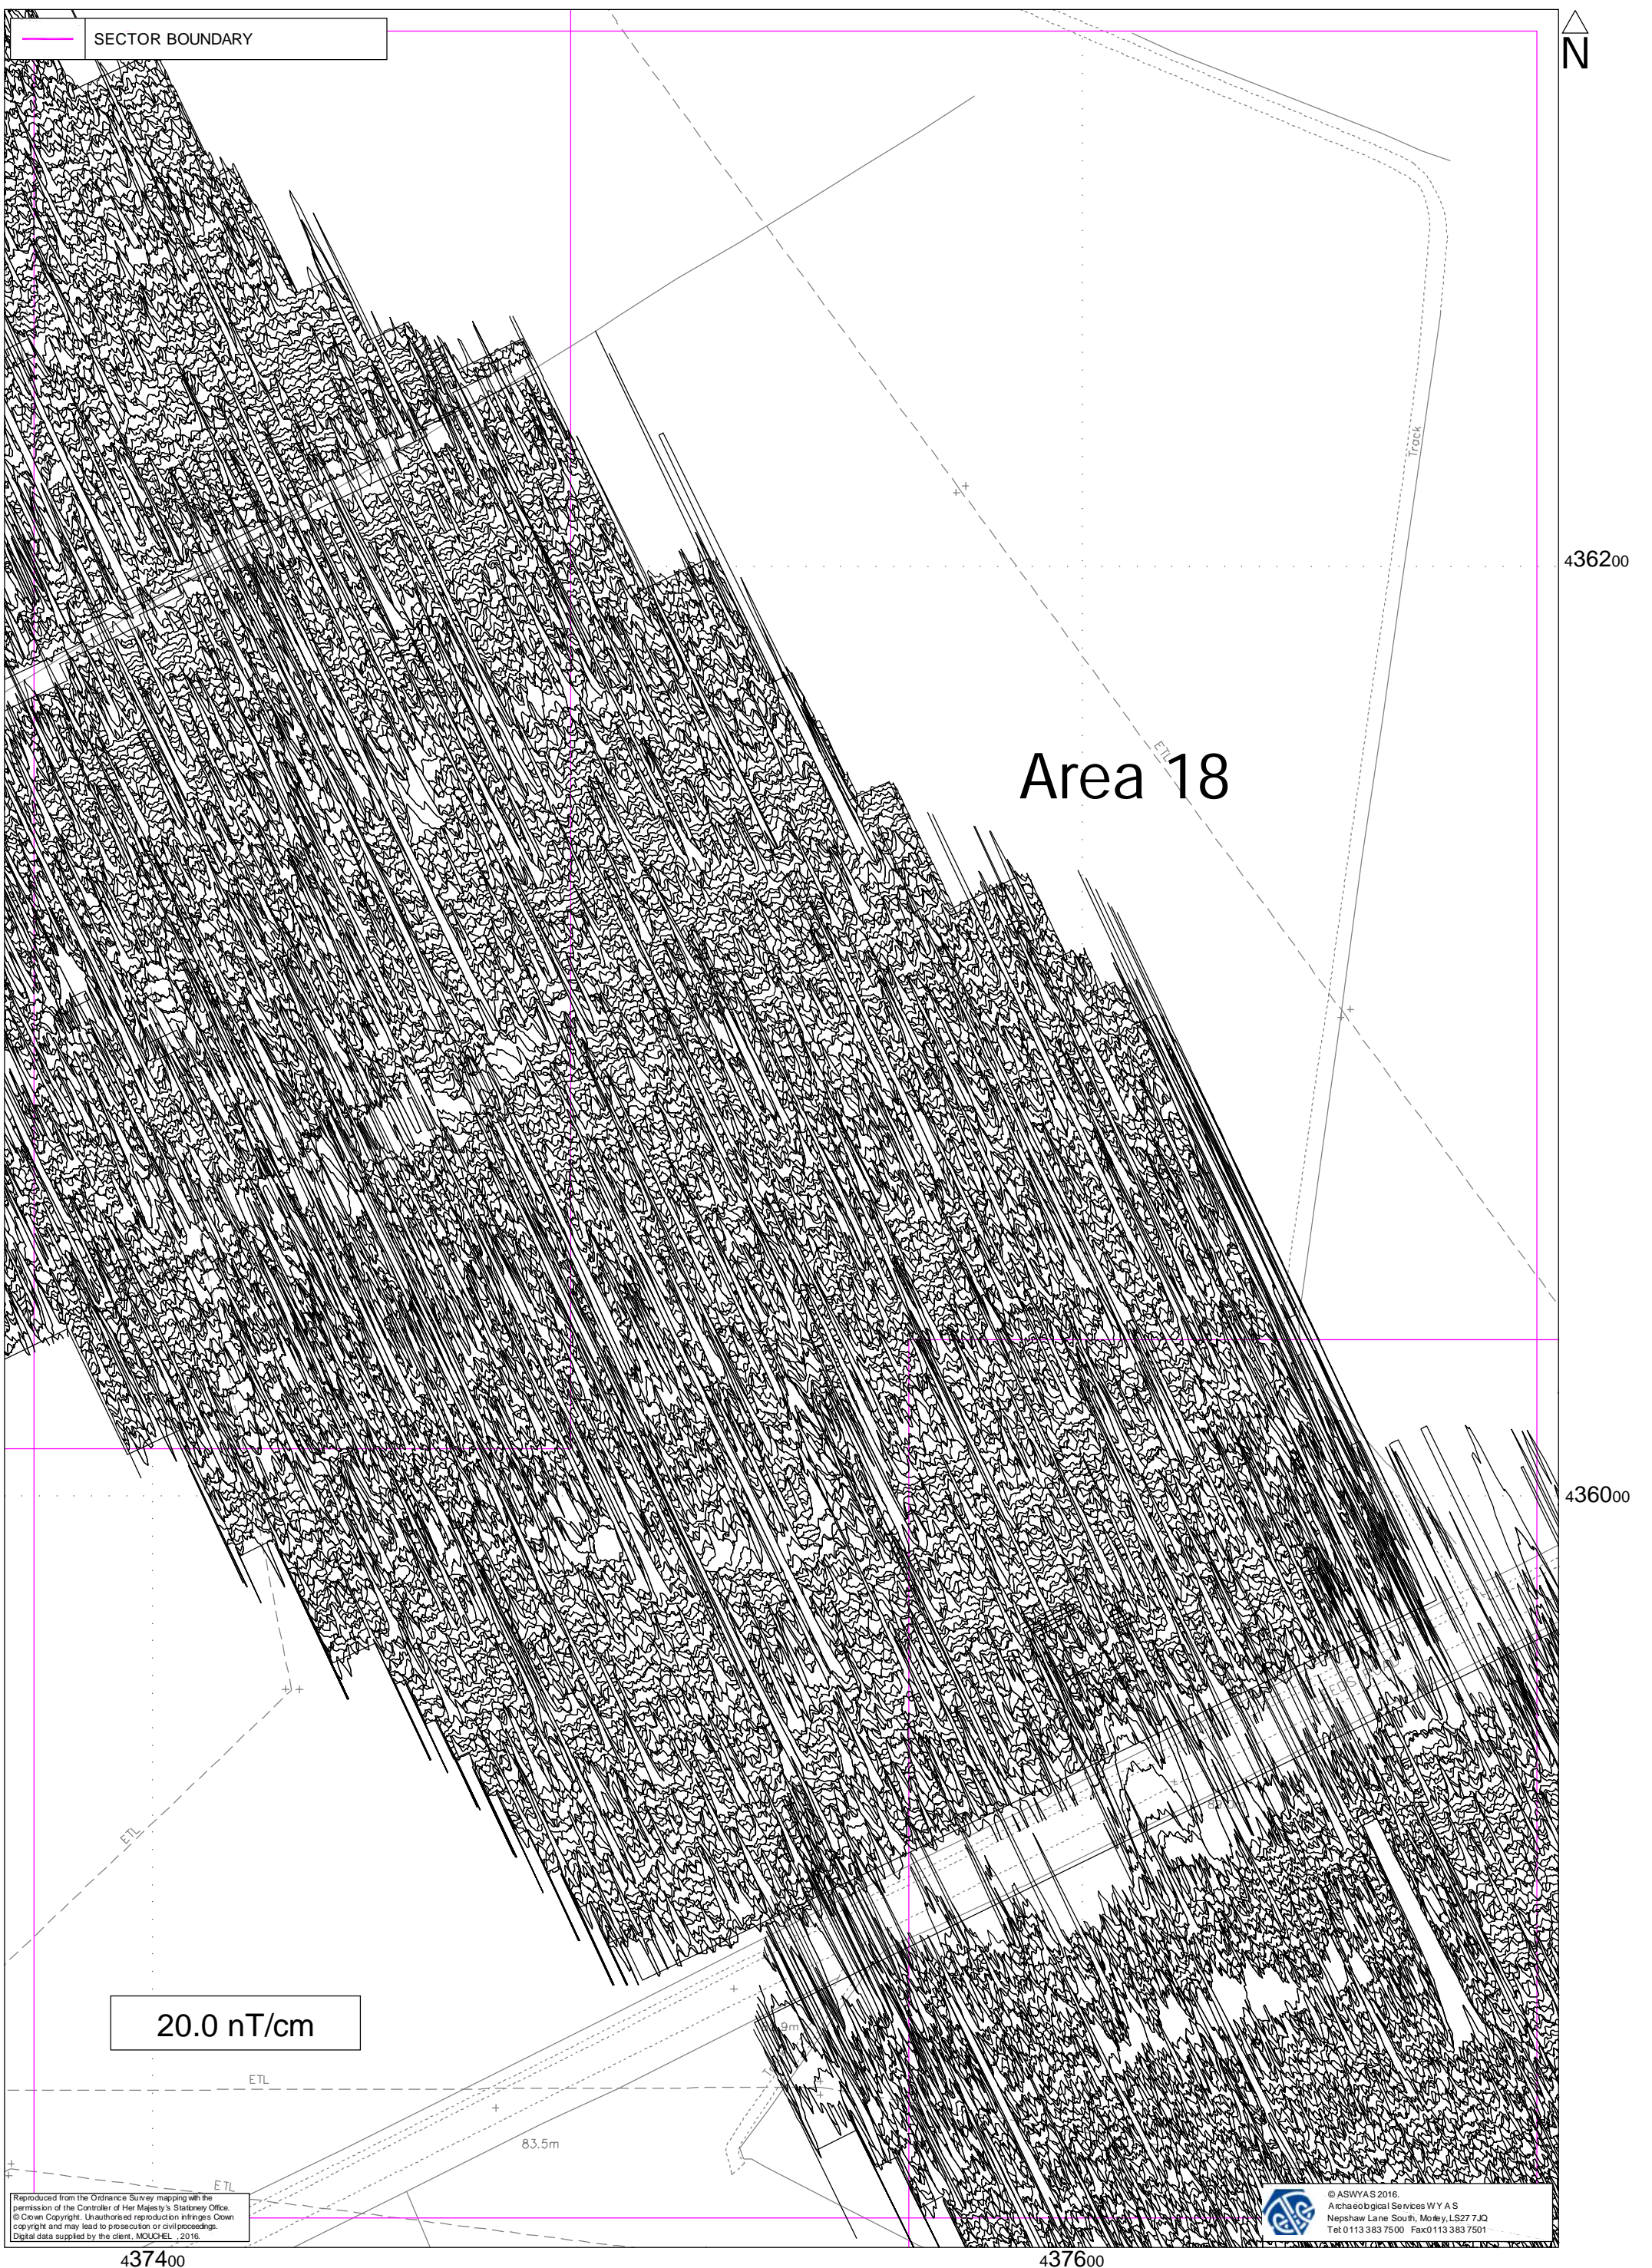 SECTOR BOUNDARY
N
Track
436200
ETL
Area 18
436000
ETL
20.0 nT/cm
9m
ETL
83.5m
ETL
Reproduced from the Ordnance Survey mapping with the
permission of the Controller of Her Majesty's Stationery Office.
© Crown Copyright. Unauthorised reproduction infringes Crown
copyright and may lead to prosecution or civil proceedings.
Digital data supplied by the client, MOUCHEL , 2016.
© ASWYAS 2016.
Archaeological Services W Y A S
Nepshaw Lane South, Morley, LS27 7JQ
Tel: 0113 383 7500 Fax: 0113 383 7501
437400
437600